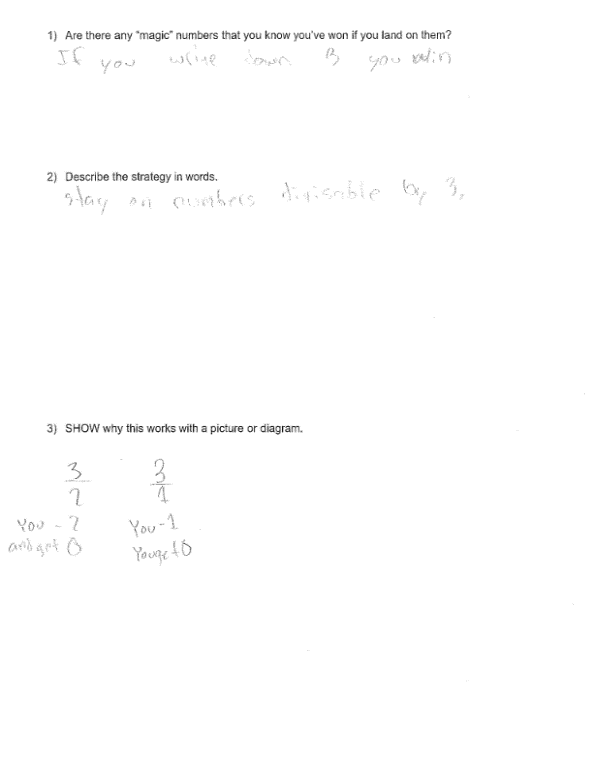 1) Are there any "magic" numbers that you know you've won if you land on them?
If you write down 3 you win
2) Describe the strategy in words.
stay on numbers divisable by 3.
3) SHOW why this works with a picture or diagram.
3 3
2 1
You - 2 You - 1
and get 0 You get 0